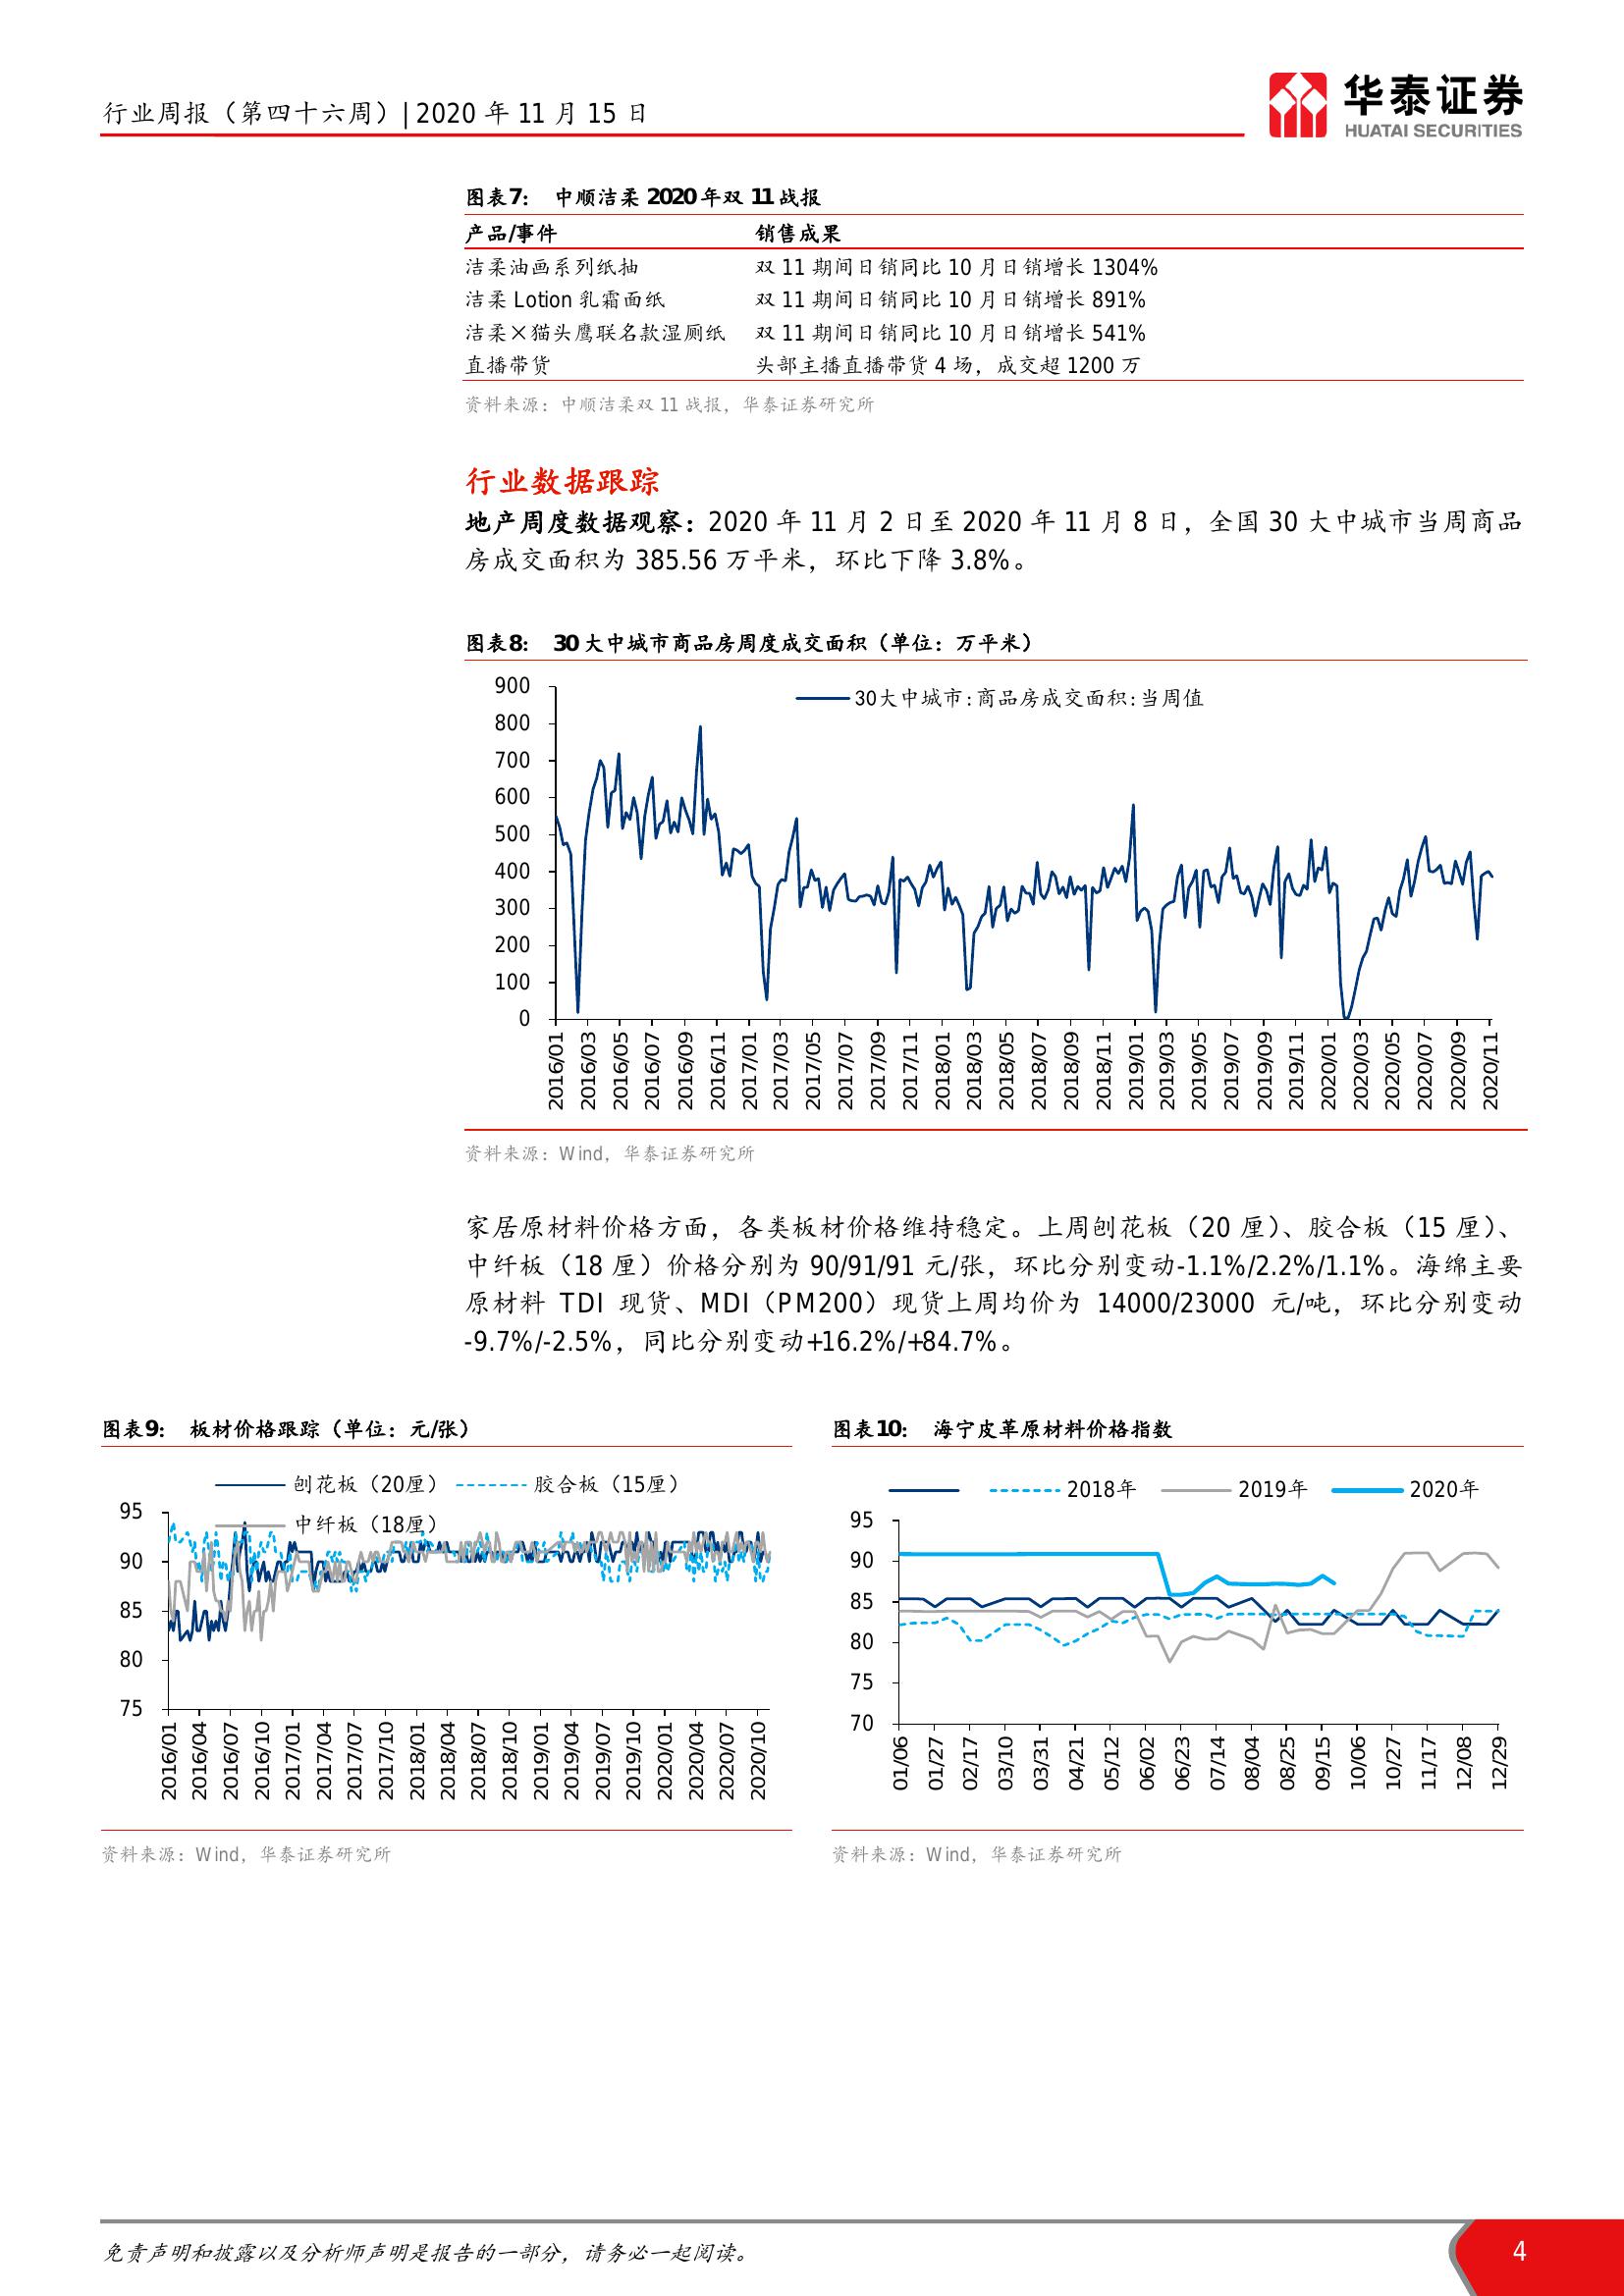 行业周报（第四十六周）| 2020 年 11 月 15 日
华泰证券
HUATAI SECURITIES
图表7： 中顺洁柔 2020 年双 11 战报
产品/事件 销售成果
洁柔油画系列纸抽 双 11 期间日销同比 10 月日销增长 1304%
洁柔 Lotion 乳霜面纸 双 11 期间日销同比 10 月日销增长 891%
洁柔×猫头鹰联名款湿厕纸 双 11 期间日销同比 10 月日销增长 541%
直播带货 头部主播直播带货 4 场，成交超 1200 万
资料来源：中顺洁柔双 11 战报，华泰证券研究所
行业数据跟踪
地产周度数据观察：2020 年 11 月 2 日至 2020 年 11 月 8 日，全国 30 大中城市当周商品
房成交面积为 385.56 万平米，环比下降 3.8%。
图表8： 30 大中城市商品房周度成交面积（单位：万平米）
30大中城市:商品房成交面积:当周值
900
800
700
600
500
400
300
200
100
0
2016/01 2016/03 2016/05 2016/07 2016/09 2016/11 2017/01 2017/03 2017/05 2017/07 2017/09 2017/11 2018/01 2018/03 2018/05 2018/07 2018/09 2018/11 2019/01 2019/03 2019/05 2019/07 2019/09 2019/11 2020/01 2020/03 2020/05 2020/07 2020/09 2020/11
资料来源：Wind，华泰证券研究所
家居原材料价格方面，各类板材价格维持稳定。上周刨花板（20 厘）、胶合板（15 厘）、
中纤板（18 厘）价格分别为 90/91/91 元/张，环比分别变动-1.1%/2.2%/1.1%。海绵主要
原材料 TDI 现货、MDI（PM200）现货上周均价为 14000/23000 元/吨，环比分别变动
-9.7%/-2.5%，同比分别变动+16.2%/+84.7%。
图表9： 板材价格跟踪（单位：元/张）
刨花板（20厘） 胶合板（15厘）
中纤板（18厘）
95
90
85
80
75
2016/01 2016/04 2016/07 2016/10 2017/01 2017/04 2017/07 2017/10 2018/01 2018/04 2018/07 2018/10 2019/01 2019/04 2019/07 2019/10 2020/01 2020/04 2020/07 2020/10
资料来源：Wind，华泰证券研究所
图表10： 海宁皮革原材料价格指数
2018年 2019年 2020年
95
90
85
80
75
70
01/06 01/27 02/17 03/10 03/31 04/21 05/12 06/02 06/23 07/14 08/04 08/25 09/15 10/06 10/27 11/17 12/08 12/29
资料来源：Wind，华泰证券研究所
免责声明和披露以及分析师声明是报告的一部分，请务必一起阅读。
4